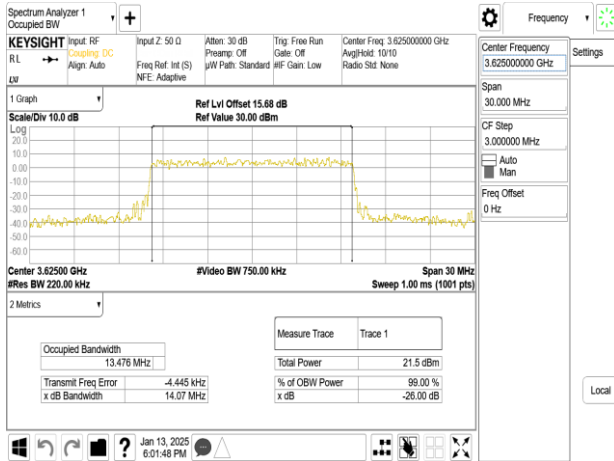 Spectrum Analyzer 1
Occupied BW
KEYSIGHT
RL
Input: RF
Coupling: DC
Align: Auto
Input Z: 50 Ω
Freq Ref: Int (S)
NFE: Adaptive
Atten: 30 dB
Preamp: Off
µW Path: Standard
Trig: Free Run
Gate: Off
#IF Gain: Low
Center Freq: 3.625000000 GHz
Avg|Hold: 10/10
Radio Std: None
1 Graph
Scale/Div 10.0 dB
Ref Lvl Offset 15.68 dB
Ref Value 30.00 dBm
Log
20.0
10.0
0.00
-10.0
-20.0
-30.0
-40.0
-50.0
-60.0
Center 3.62500 GHz
#Res BW 220.00 kHz
#Video BW 750.00 kHz
Span 30 MHz
Sweep 1.00 ms (1001 pts)
2 Metrics
Occupied Bandwidth
13.476 MHz
Transmit Freq Error -4.445 kHz
x dB Bandwidth 14.07 MHz
Measure Trace Trace 1
Total Power 21.5 dBm
% of OBW Power 99.00 %
x dB -26.00 dB
Jan 13, 2025
6:01:48 PM
Frequency
Center Frequency
3.625000000 GHz
Span
30.000 MHz
CF Step
3.000000 MHz
Auto
Man
Freq Offset
0 Hz
Settings
Local